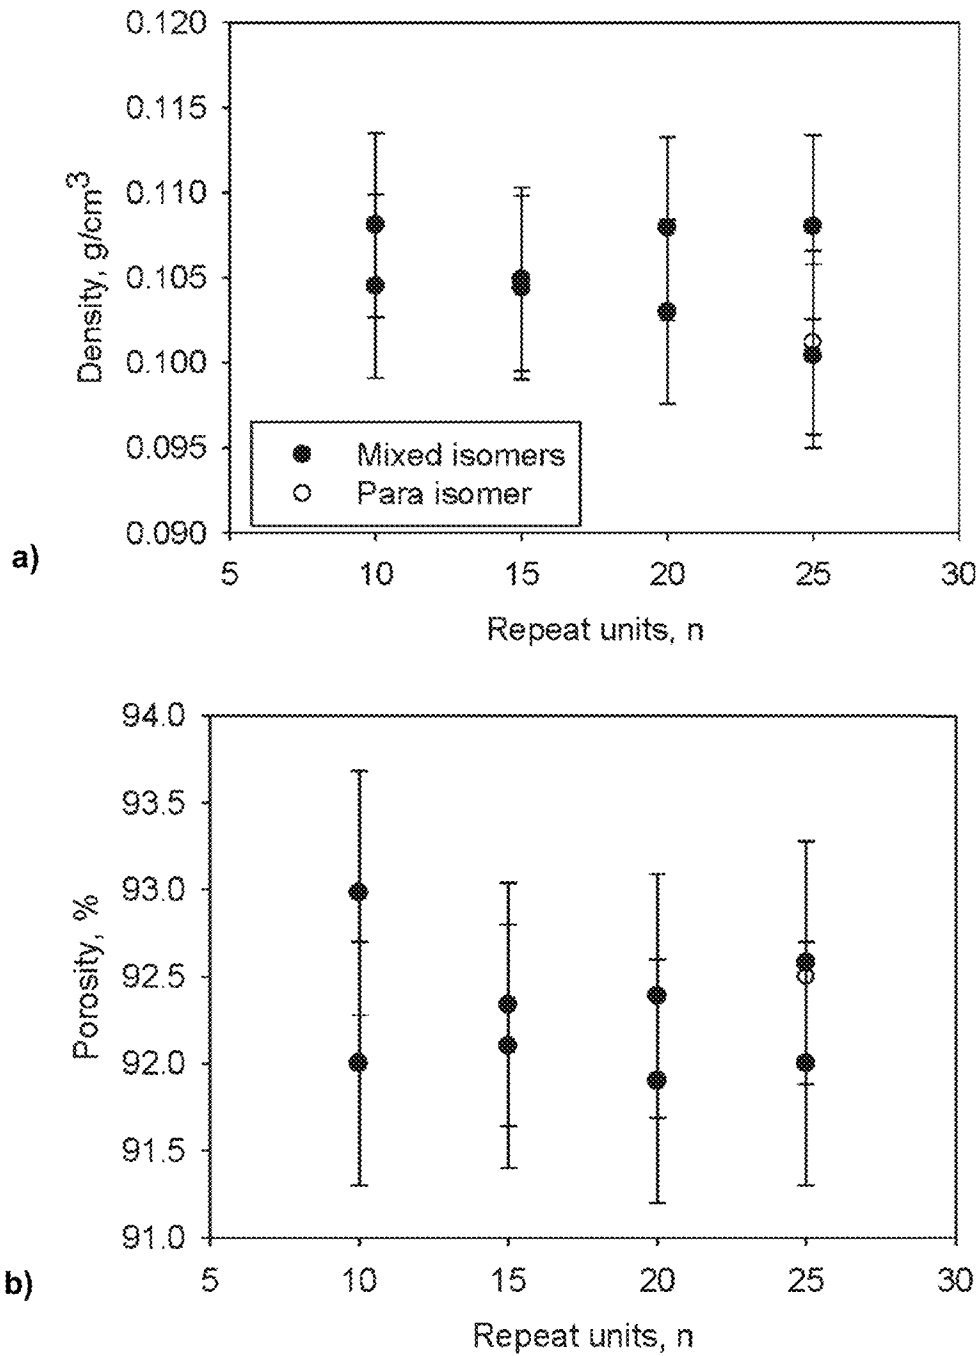 0.120
0.115
0.110
0.105
0.100
0.095
0.090
Density, g/cm³
Mixed isomers
Para isomer
a)
5 10 15 20 25 30
Repeat units, n
94.0
93.5
93.0
92.5
92.0
91.5
91.0
Porosity, %
b)
5 10 15 20 25 30
Repeat units, n